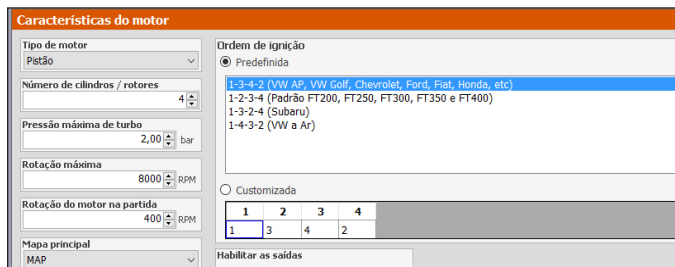 Características do motor
Tipo de motor
Pistão
Número de cilindros / rotores
4
Pressão máxima de turbo
2,00 bar
Rotação máxima
8000 RPM
Rotação do motor na partida
400 RPM
Mapa principal
MAP
Ordem de ignição
Predefinida
1-3-4-2 (VW AP, VW Golf, Chevrolet, Ford, Fiat, Honda, etc)
1-2-3-4 (Padrão FT200, FT250, FT300, FT350 e FT400)
1-3-2-4 (Subaru)
1-4-3-2 (VW a Ar)
Customizada
1 2 3 4
1 3 4 2
Habilitar as saídas